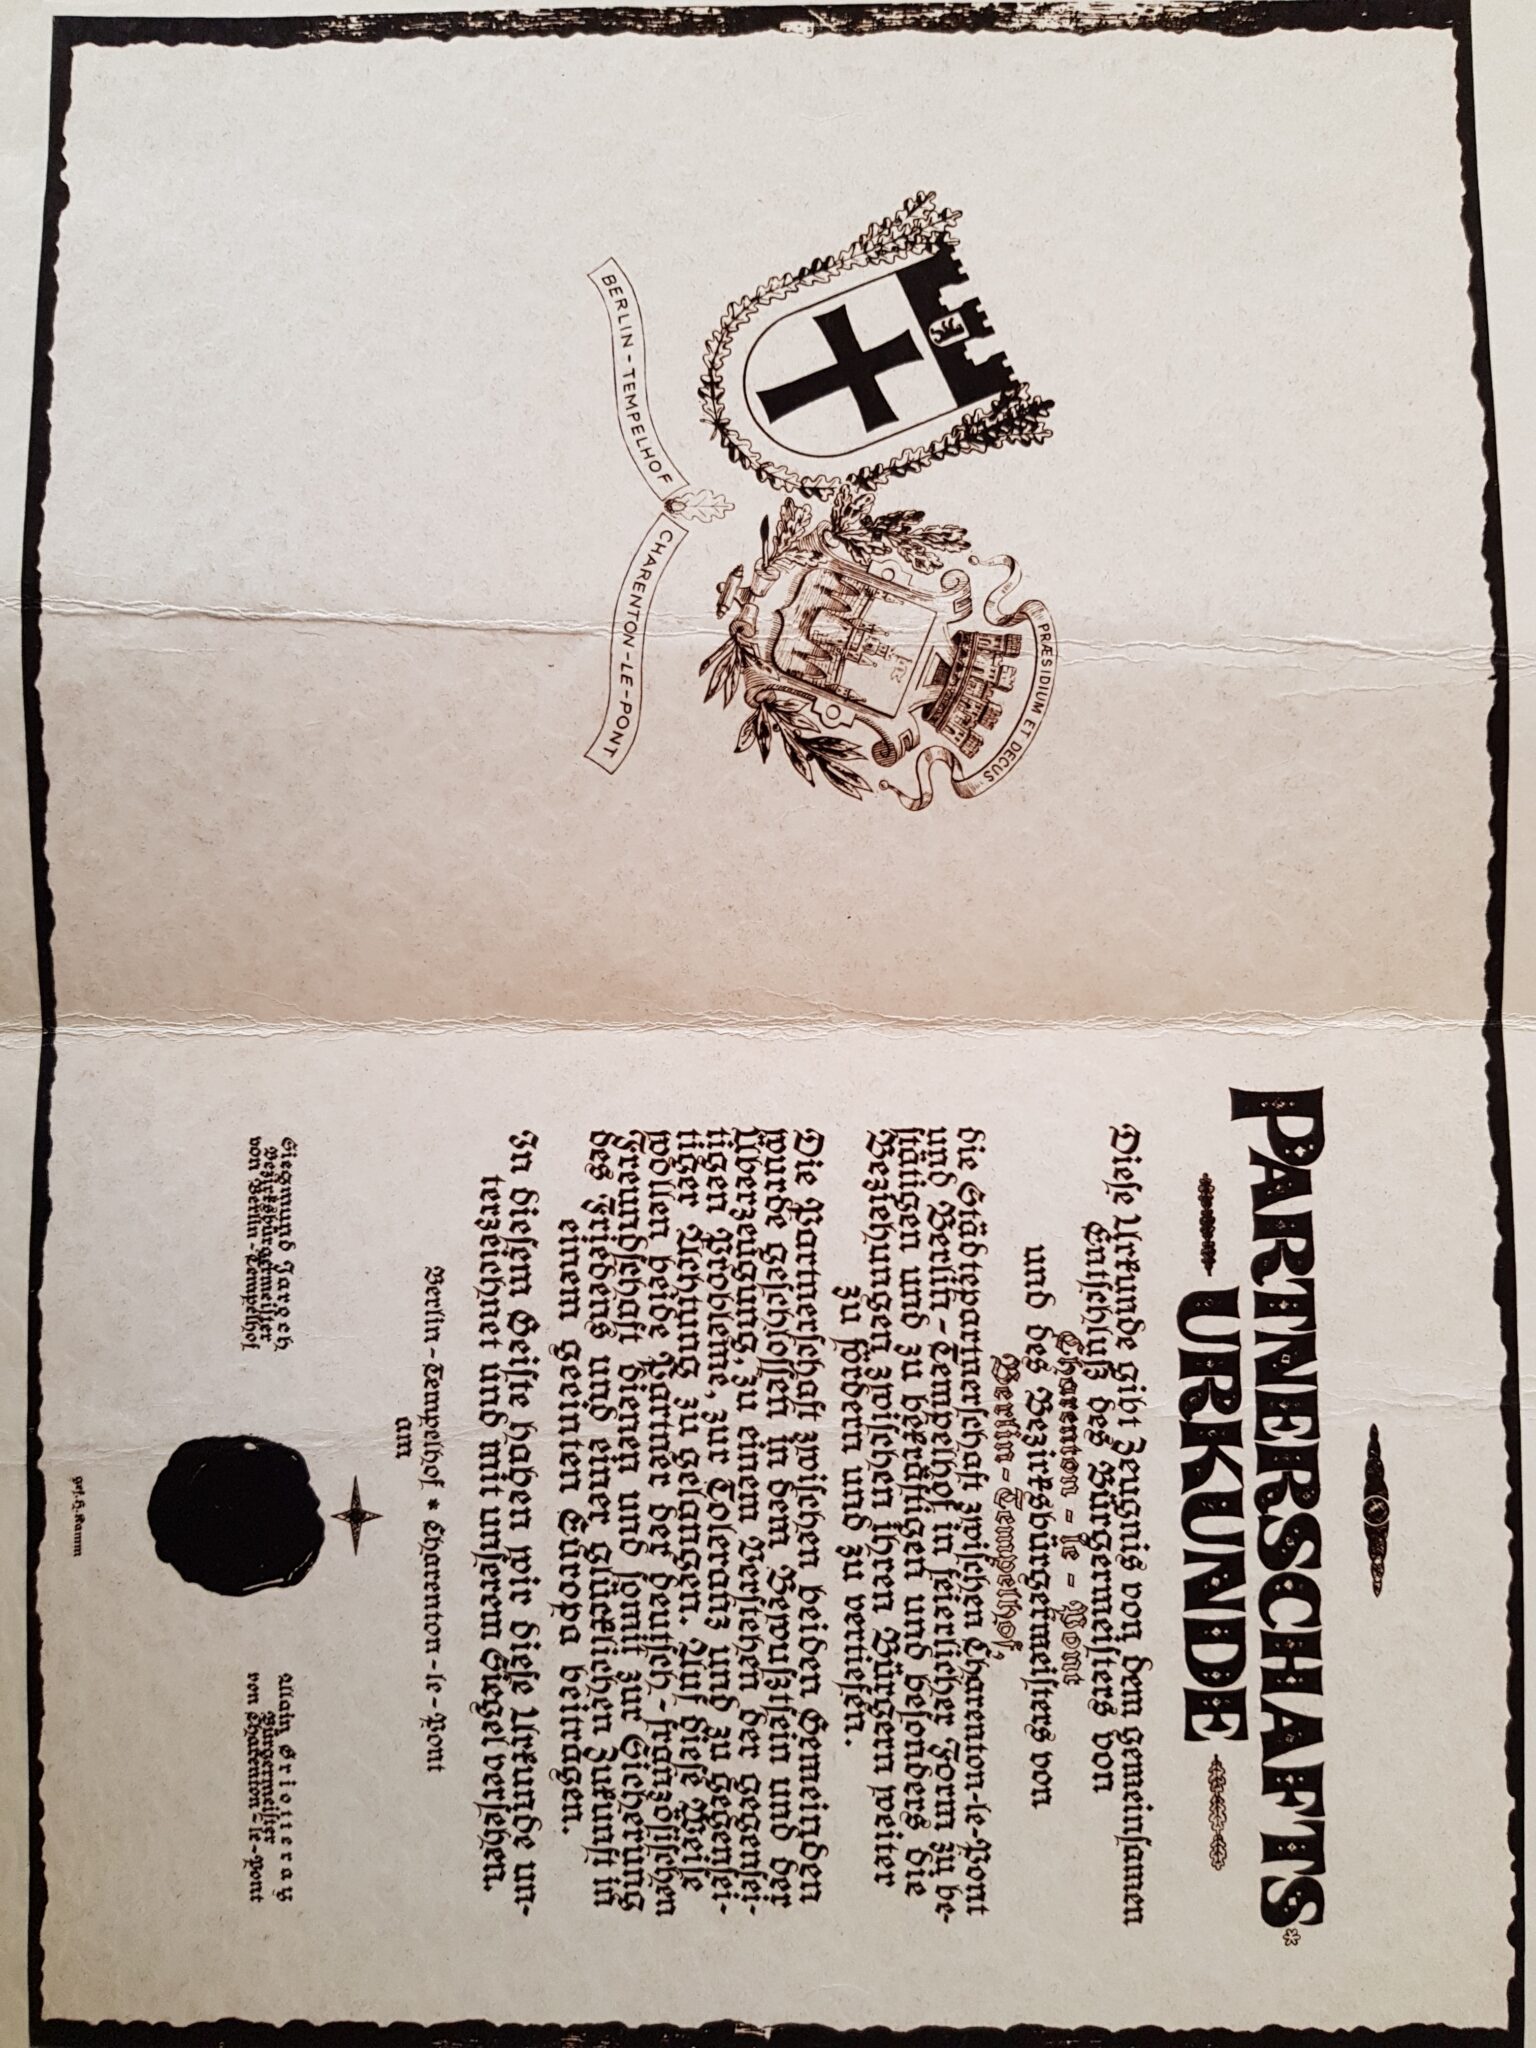 PRÆSIDIUM ET DECUS
BERLIN-TEMPELHOF
CHARENTON-LE-PONT
PARTNERSCHAFTS
URKUNDE
Diese Urkunde gibt Zeugnis von dem gemeinsamen
Entschluß des Bürgermeisters von
Charenton-le-Pont
und des Bezirksbürgermeisters von
Berlin-Tempelhof,
die Städtepartnerschaft zwischen Charenton-le-Pont
und Berlin-Tempelhof in feierlicher Form zu be-
stätigen und zu bekräftigen und besonders die
Beziehungen zwischen ihren Bürgern weiter
zu fördern und zu vertiefen.
Die Partnerschaft zwischen beiden Gemeinden
wurde geschlossen in dem Bewußtsein und der
Überzeugung, zu einem Verstehen der gegensei-
tigen Probleme, zur Toleranz und zu gegensei-
tiger Achtung zu gelangen. Auf diese Weise
wollen beide Partner der deutsch-französischen
Freundschaft dienen und somit zur Sicherung
des Friedens und einer glücklichen Zukunft in
einem geeinten Europa beitragen.
In diesem Geiste haben wir diese Urkunde un-
terzeichnet und mit unserem Siegel versehen.
Berlin-Tempelhof * Charenton-le-Pont
am
Siegmund Jaroch
Bezirksbürgermeister
von Berlin-Tempelhof
Alain Griotteray
Bürgermeister
von Charenton-le-Pont